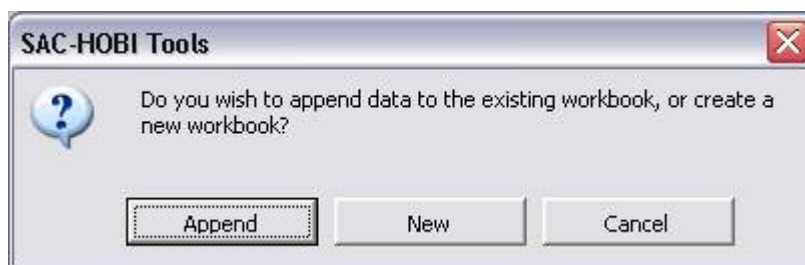 SAC-HOBI Tools
Do you wish to append data to the existing workbook, or create a
new workbook?
Append
New
Cancel